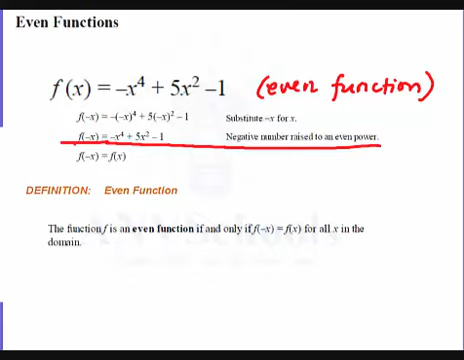 Even Functions
f(x) = –x⁴ + 5x² –1 (even function)
f(–x) = –(–x)⁴ + 5(–x)² – 1 Substitute –x for x.
f(–x) = –x⁴ + 5x² – 1 Negative number raised to an even power.
f(–x) = f(x)
DEFINITION: Even Function
The function f is an even function if and only if f(–x) = f(x) for all x in the
domain.